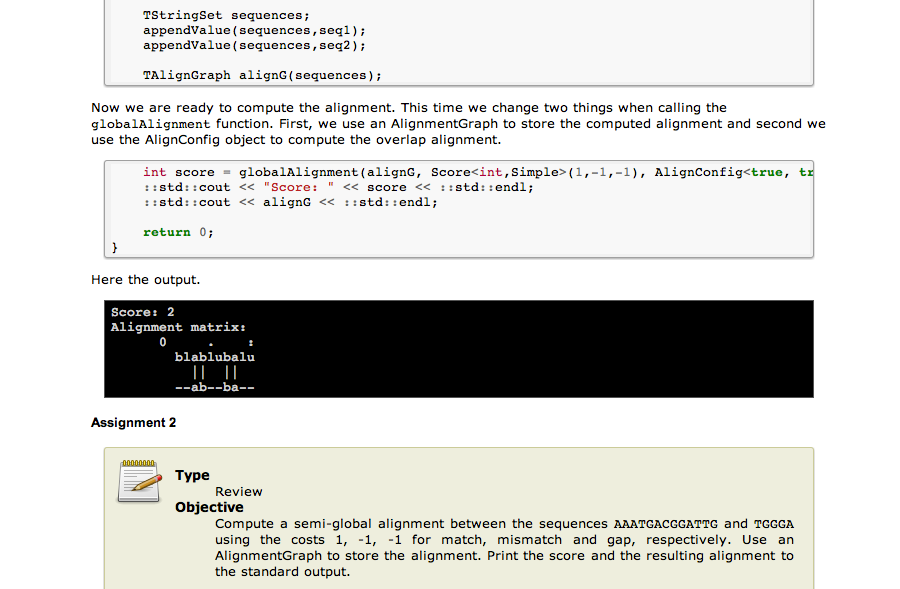 TStringSet sequences;
appendValue(sequences,seq1);
appendValue(sequences,seq2);
TAlignGraph alignG(sequences);
Now we are ready to compute the alignment. This time we change two things when calling the
globalAlignment function. First, we use an AlignmentGraph to store the computed alignment and second we
use the AlignConfig object to compute the overlap alignment.
int score = globalAlignment(alignG, Score<int,Simple>(1,-1,-1), AlignConfig<true, tr
::std::cout << "Score: " << score << ::std::endl;
::std::cout << alignG << ::std::endl;
return 0;
}
Here the output.
Score: 2
Alignment matrix:
0     .    :
blablubalu
||  ||
--ab--ba--
Assignment 2
Type
Review
Objective
Compute a semi-global alignment between the sequences AAATGACGGATTG and TGGGA
using the costs 1, -1, -1 for match, mismatch and gap, respectively. Use an
AlignmentGraph to store the alignment. Print the score and the resulting alignment to
the standard output.